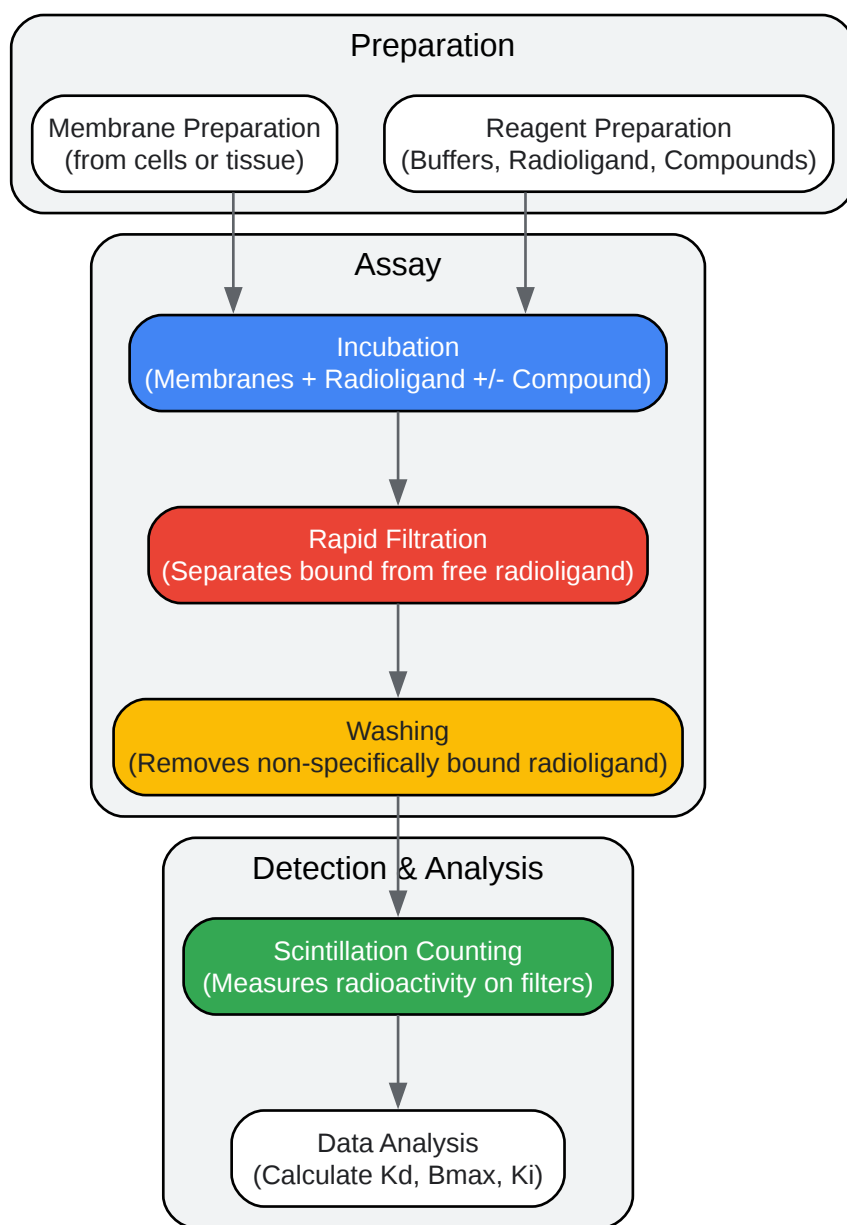 Preparation
Membrane Preparation
(from cells or tissue)
Reagent Preparation
(Buffers, Radioligand, Compounds)
Assay
Incubation
(Membranes + Radioligand +/- Compound)
Rapid Filtration
(Separates bound from free radioligand)
Washing
(Removes non-specifically bound radioligand)
Detection & Analysis
Scintillation Counting
(Measures radioactivity on filters)
Data Analysis
(Calculate Kd, Bmax, Ki)